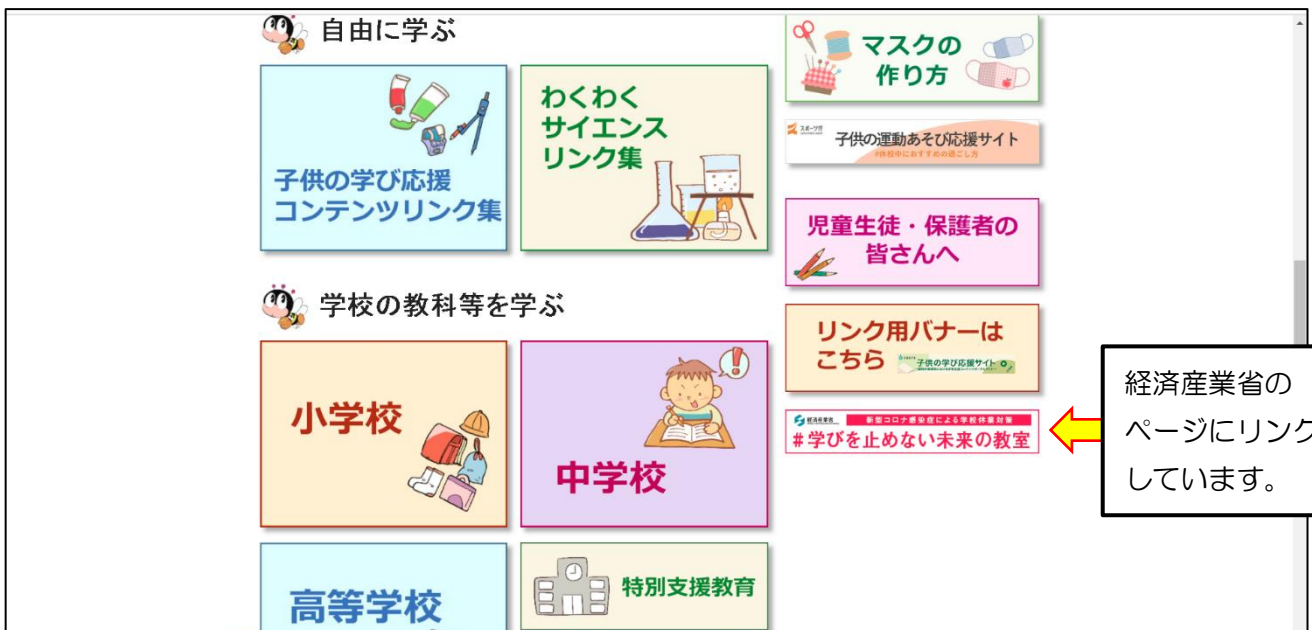 自由に学ぶ
子供の学び応援
コンテンツリンク集
わくわく
サイエンス
リンク集
学校の教科等を学ぶ
小学校
中学校
高等学校
特別支援教育
マスクの
作り方
スポーツ庁
子供の運動あそび応援サイト
#休校中におすすめの過ごし方
児童生徒・保護者の
皆さんへ
リンク用バナーは
こちら
子供の学び応援サイト
経済産業省
新型コロナ感染症による学校休業対策
#学びを止めない未来の教室
経済産業省の
ページにリンク
しています。